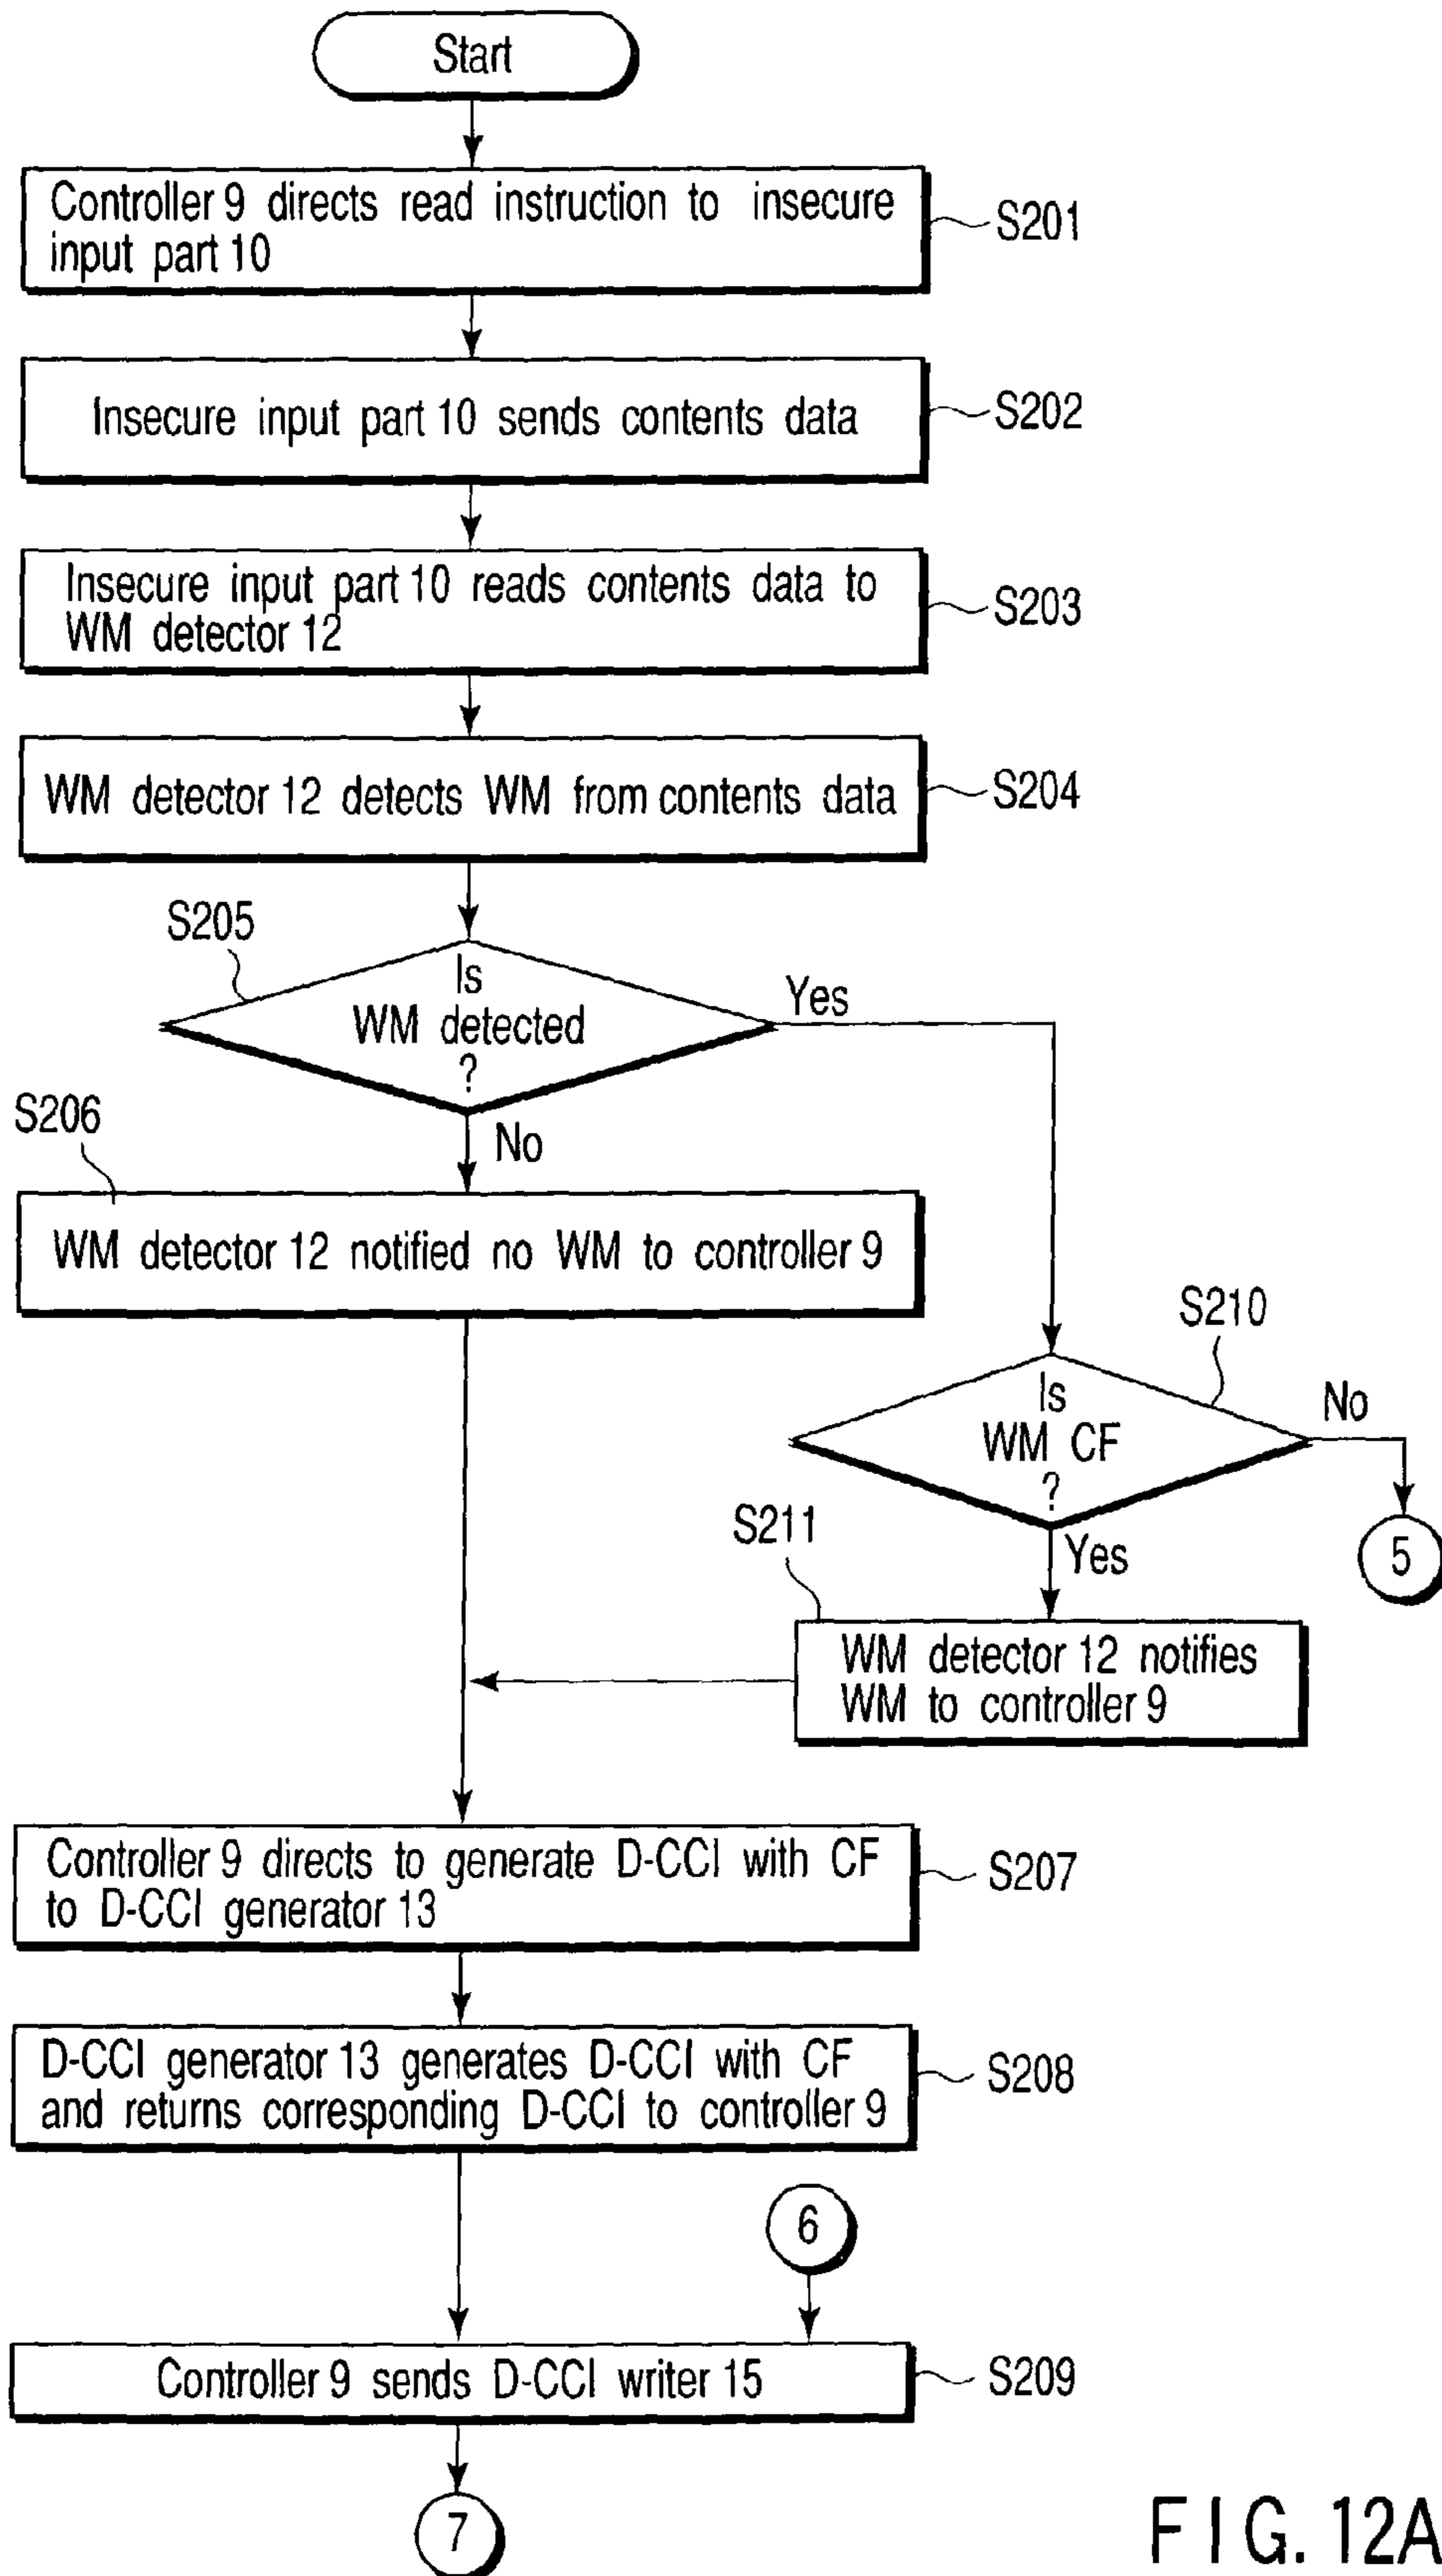 Start
Controller 9 directs read instruction to insecure
input part 10
S201
Insecure input part 10 sends contents data
S202
Insecure input part 10 reads contents data to
WM detector 12
S203
WM detector 12 detects WM from contents data
S204
S205
Is
WM detected
?
Yes
No
S206
WM detector 12 notified no WM to controller 9
S210
Is
WM CF
?
No
5
Yes
S211
WM detector 12 notifies
WM to controller 9
Controller 9 directs to generate D-CCI with CF
to D-CCI generator 13
S207
D-CCI generator 13 generates D-CCI with CF
and returns corresponding D-CCI to controller 9
S208
6
Controller 9 sends D-CCI writer 15
S209
7
FIG. 12A